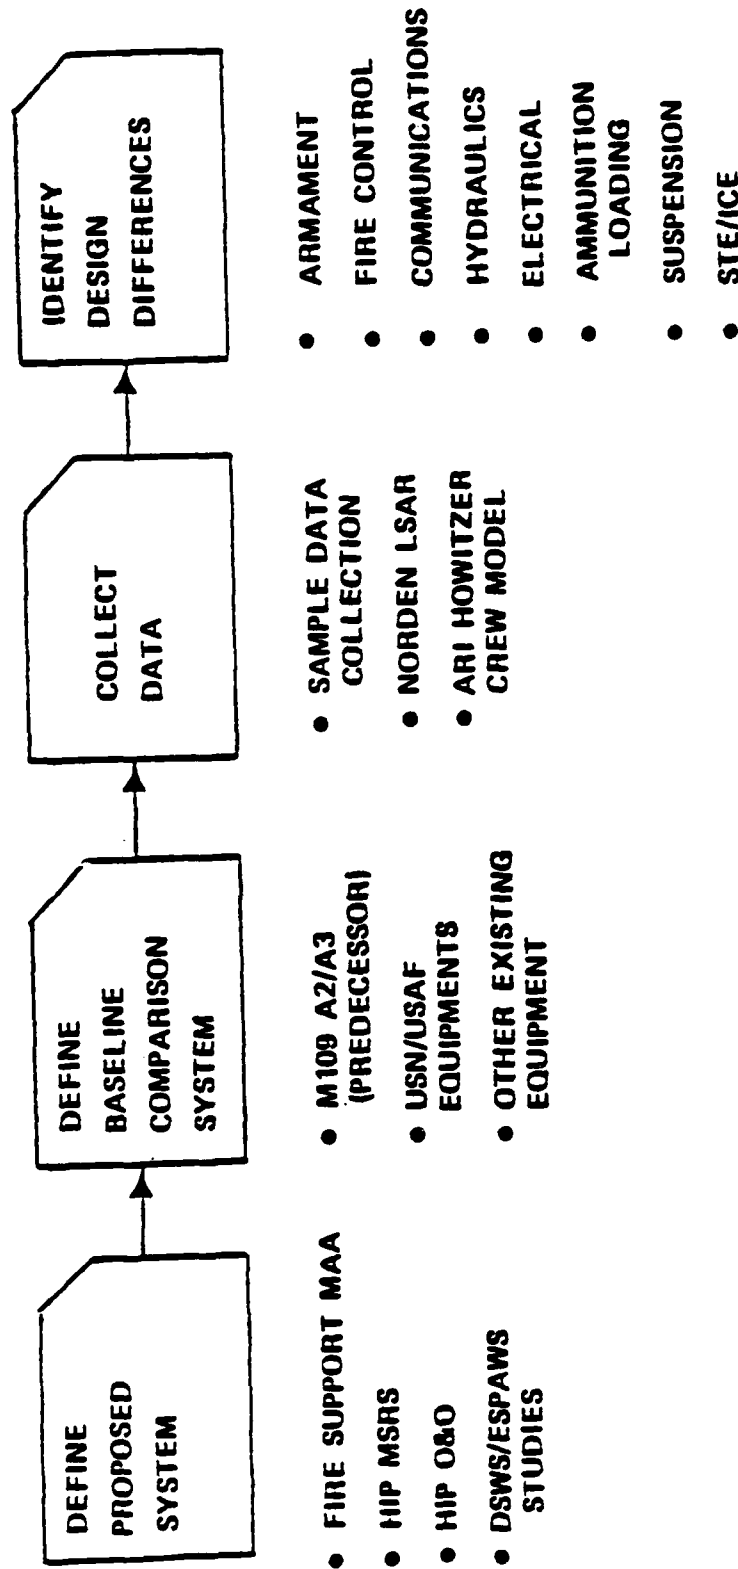 DEFINE
PROPOSED
SYSTEM
• FIRE SUPPORT MAA
• HIP MSRS
• HIP O&O
• DSWS/ESPAWS
STUDIES
DEFINE
BASELINE
COMPARISON
SYSTEM
• M109 A2/A3
(PREDECESSOR)
• USN/USAF
EQUIPMENTS
• OTHER EXISTING
EQUIPMENT
COLLECT
DATA
• SAMPLE DATA
COLLECTION
• NORDEN LSAR
• ARI HOWITZER
CREW MODEL
IDENTIFY
DESIGN
DIFFERENCES
• ARMAMENT
• FIRE CONTROL
• COMMUNICATIONS
• HYDRAULICS
• ELECTRICAL
• AMMUNITION
LOADING
• SUSPENSION
• STE/ICE